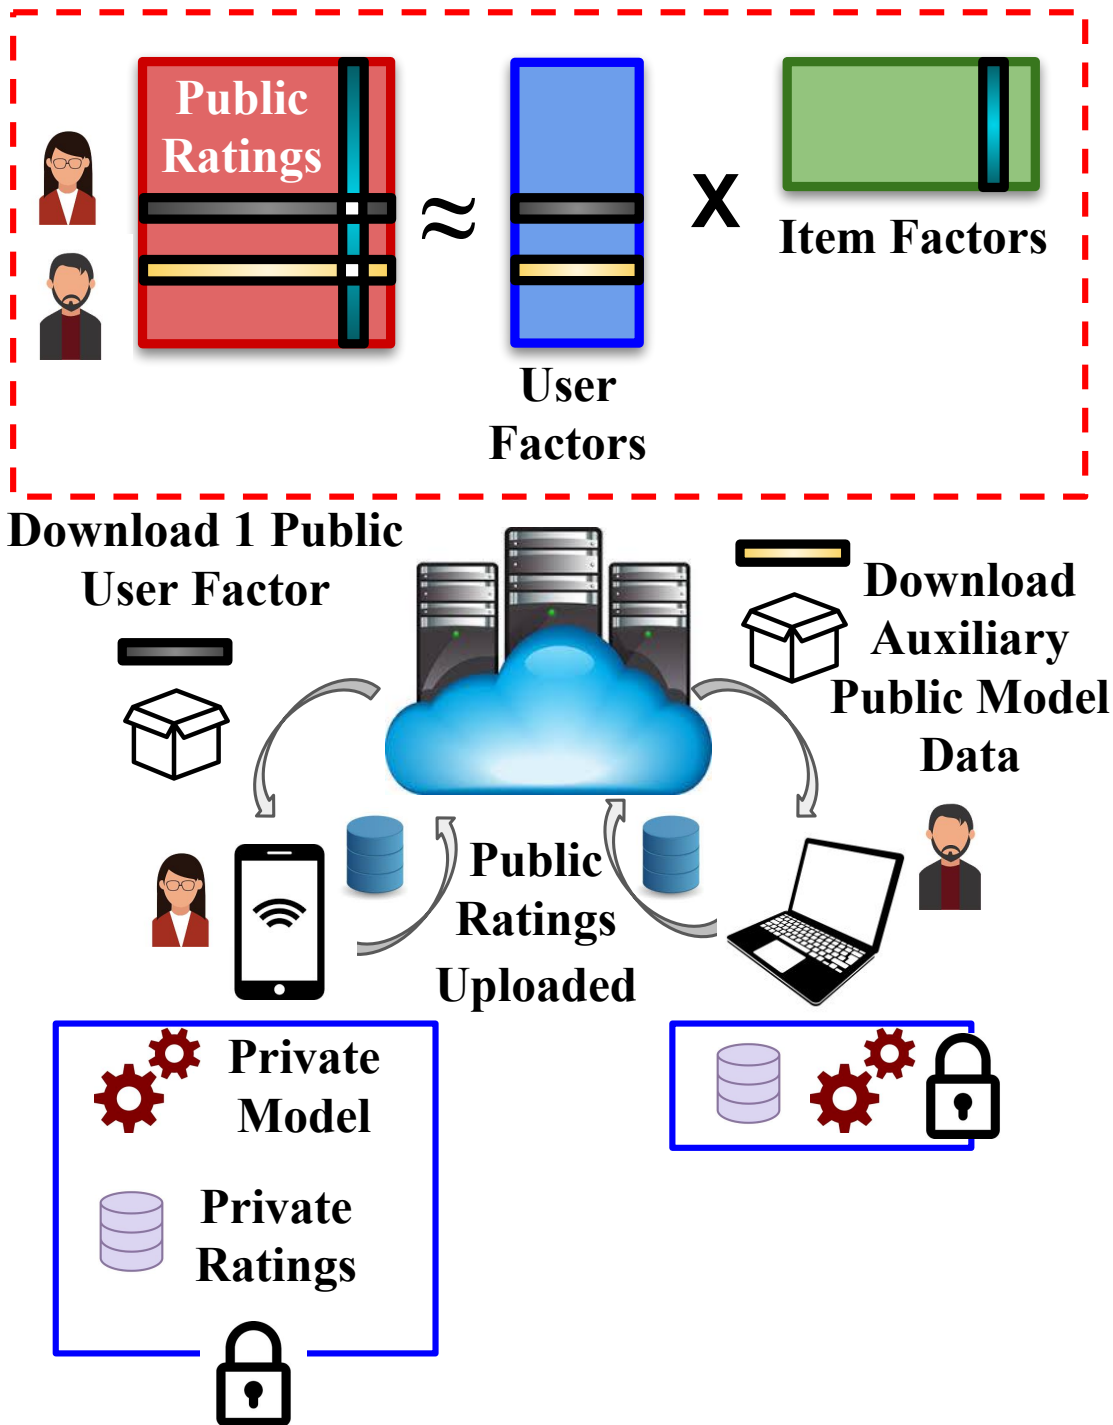 Public
Ratings
≈
X
Item Factors
User
Factors
Download 1 Public
User Factor
Download
Auxiliary
Public Model
Data
Public
Ratings
Uploaded
Private
Model
Private
Ratings